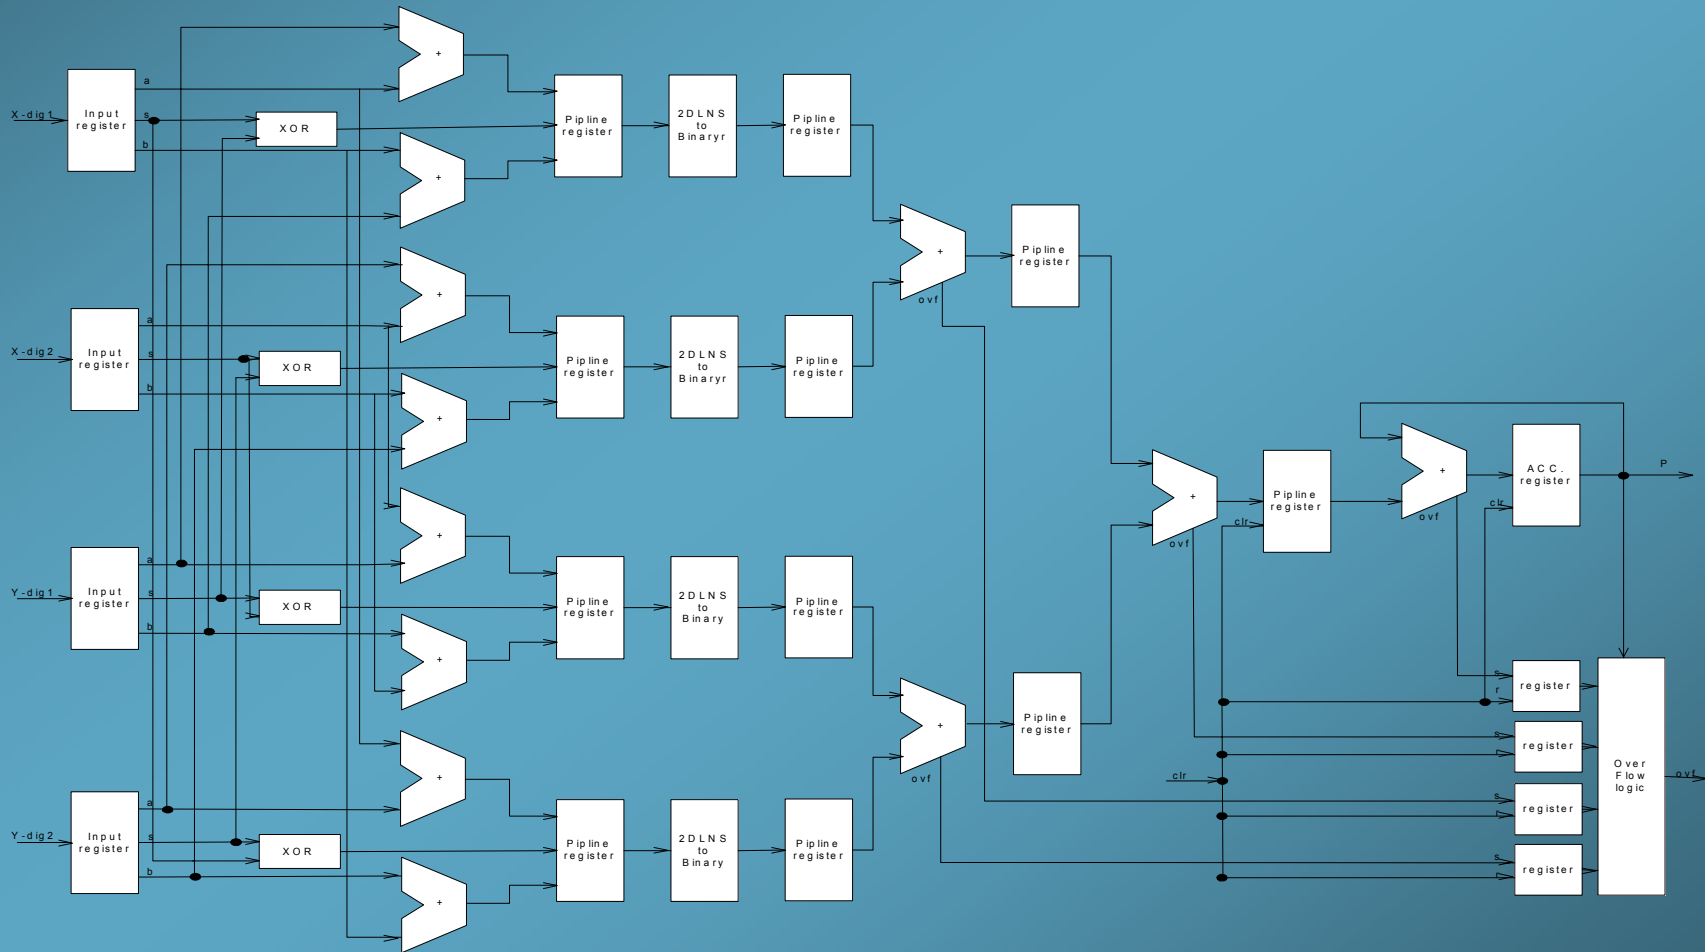 +
a
X-dig1
Input
register
s
XOR
b
+
Pipline
register
2DLNS
to
Binaryr
Pipline
register
+
a
X-dig2
Input
register
s
XOR
b
+
Pipline
register
2DLNS
to
Binaryr
Pipline
register
+
ovf
Pipline
register
+
a
Y-dig1
Input
register
s
XOR
b
+
Pipline
register
2DLNS
to
Binary
Pipline
register
+
a
Y-dig2
Input
register
s
XOR
b
+
Pipline
register
2DLNS
to
Binary
Pipline
register
+
ovf
Pipline
register
+
ovf
clr
Pipline
register
+
ovf
clr
ACC.
register
P
s
r
register
s
register
clr
s
register
s
register
Over
Flow
logic
ovf